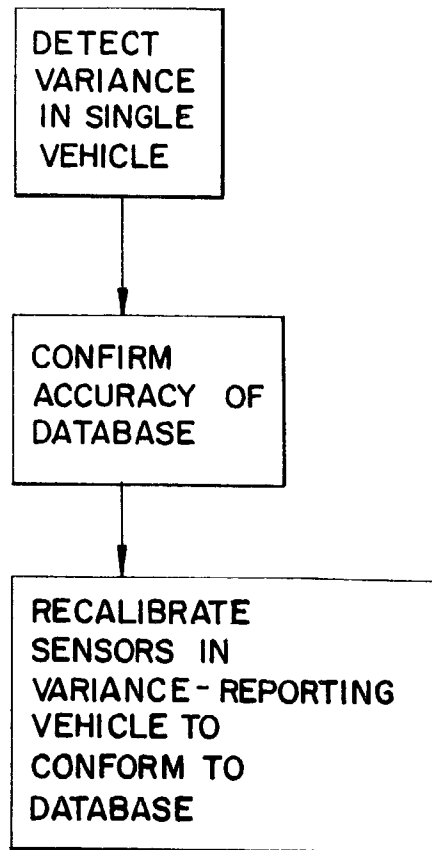 DETECT
VARIANCE
IN SINGLE
VEHICLE
CONFIRM
ACCURACY OF
DATABASE
RECALIBRATE
SENSORS IN
VARIANCE-REPORTING
VEHICLE TO
CONFORM TO
DATABASE